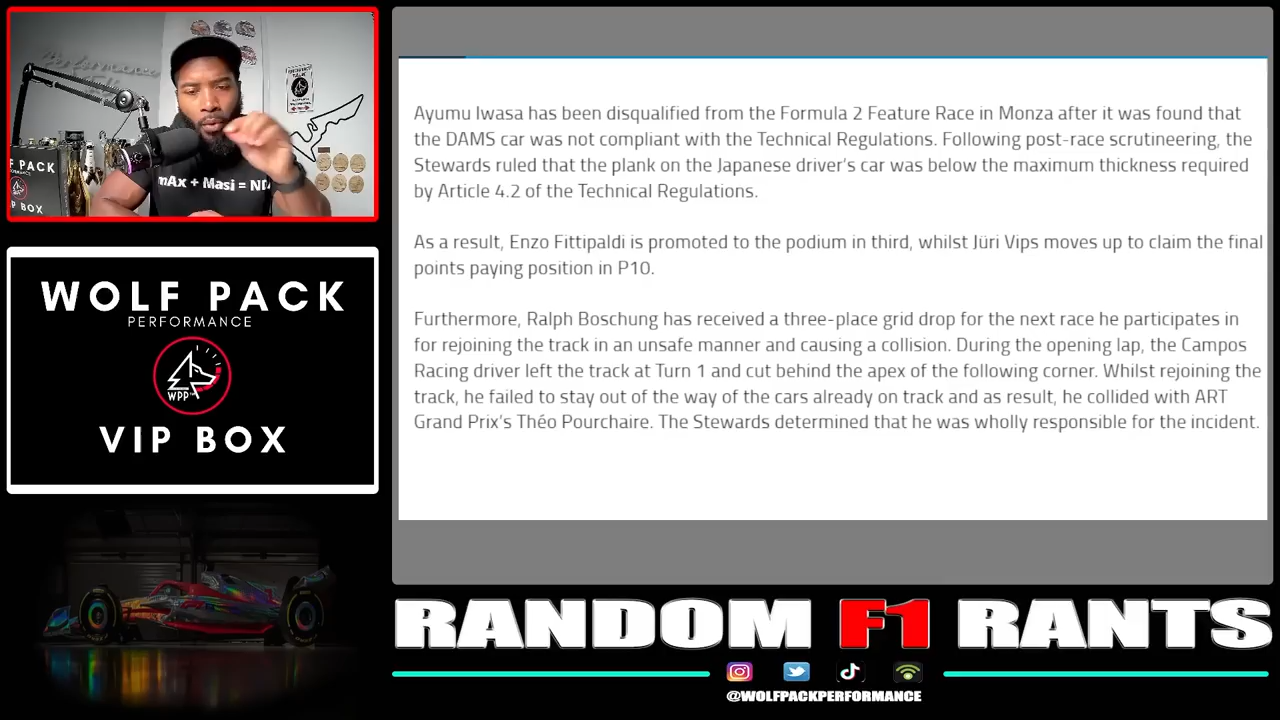 F PACK
P BOX
mAx + Masi = ND
WOLF PACK
PERFORMANCE
WPP™
VIP BOX
Ayumu Iwasa has been disqualified from the Formula 2 Feature Race in Monza after it was found that
the DAMS car was not compliant with the Technical Regulations. Following post-race scrutineering, the
Stewards ruled that the plank on the Japanese driver's car was below the maximum thickness required
by Article 4.2 of the Technical Regulations.
As a result, Enzo Fittipaldi is promoted to the podium in third, whilst Jüri Vips moves up to claim the final
points paying position in P10.
Furthermore, Ralph Boschung has received a three-place grid drop for the next race he participates in
for rejoining the track in an unsafe manner and causing a collision. During the opening lap, the Campos
Racing driver left the track at Turn 1 and cut behind the apex of the following corner. Whilst rejoining the
track, he failed to stay out of the way of the cars already on track and as result, he collided with ART
Grand Prix's Théo Pourchaire. The Stewards determined that he was wholly responsible for the incident.
RANDOM F1 RANTS
@WOLFPACKPERFORMANCE